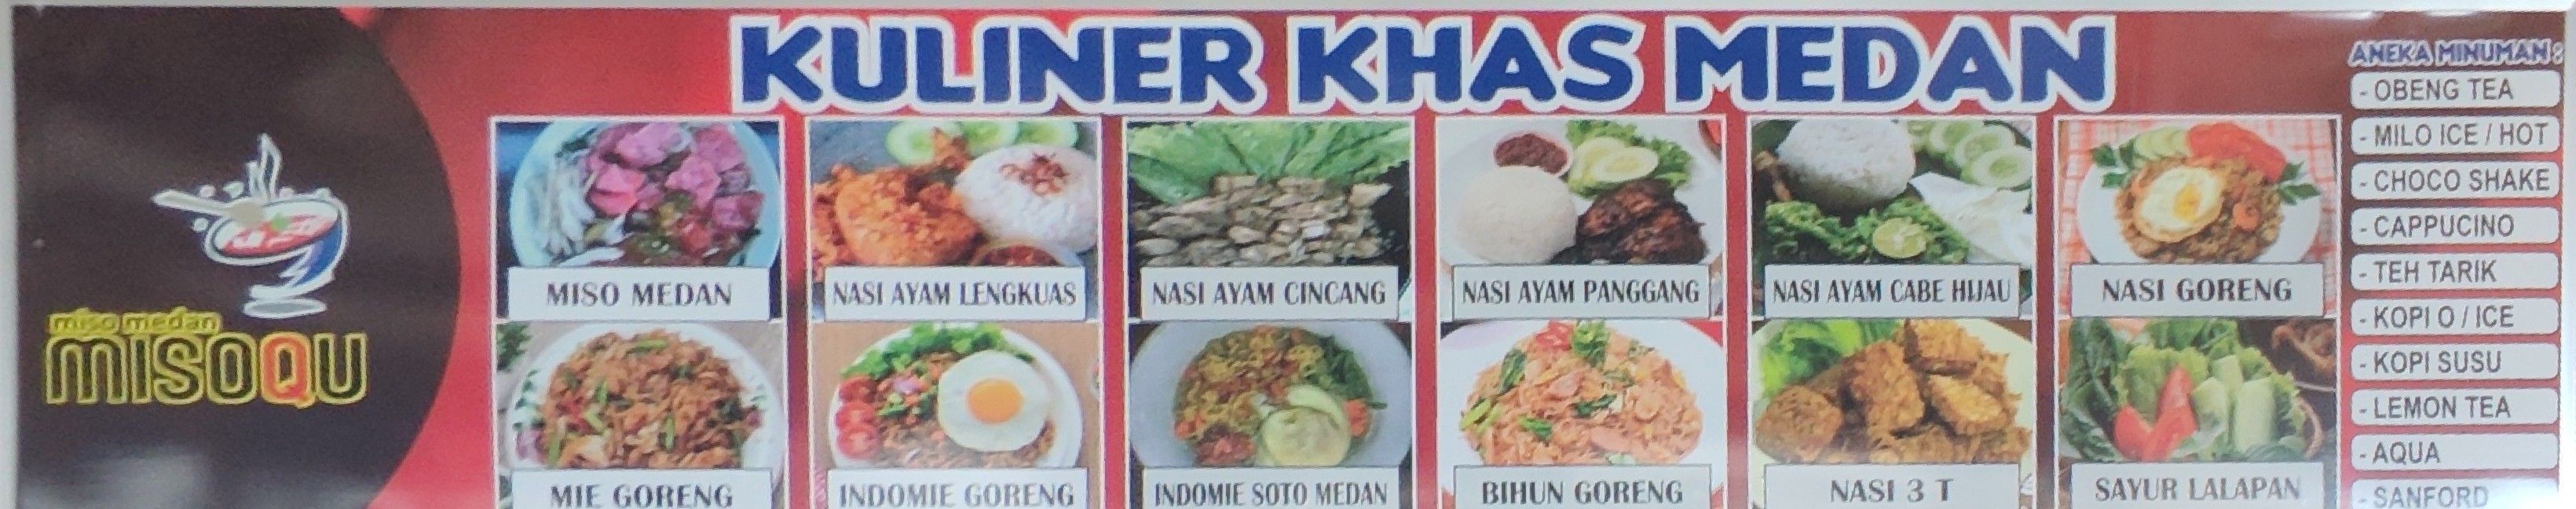 KULINER KHAS MEDAN
miso medan
MISOQU
MISO MEDAN
NASI AYAM LENGKUAS
NASI AYAM CINCANG
NASI AYAM PANGGANG
NASI AYAM CABE HIJAU
NASI GORENG
MIE GORENG
INDOMIE GORENG
INDOMIE SOTO MEDAN
BIHUN GORENG
NASI 3 T
SAYUR LALAPAN
ANEKA MINUMAN :
- OBENG TEA
- MILO ICE / HOT
- CHOCO SHAKE
- CAPPUCINO
- TEH TARIK
- KOPI O / ICE
- KOPI SUSU
- LEMON TEA
- AQUA
- SANFORD